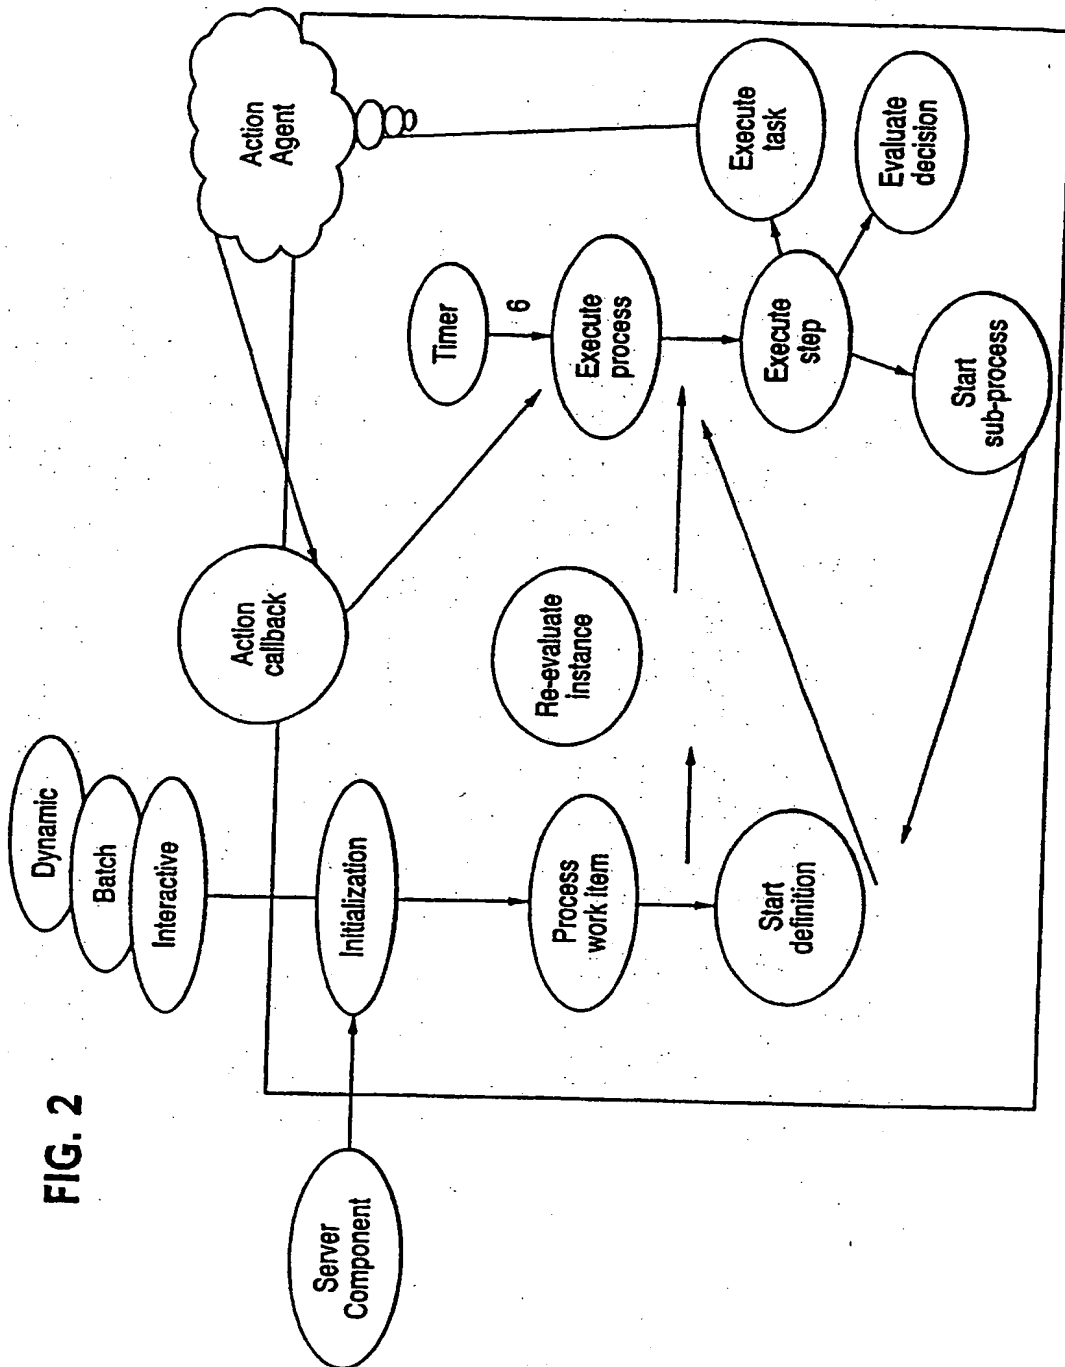 FIG. 2
Dynamic
Batch
Interactive
Action
Agent
Action
callback
Server
Component
Initialization
Timer
6
Process
work item
Re-evaluate
instance
Execute
process
Execute
task
Start
definition
Execute
step
Evaluate
decision
Start
sub-process